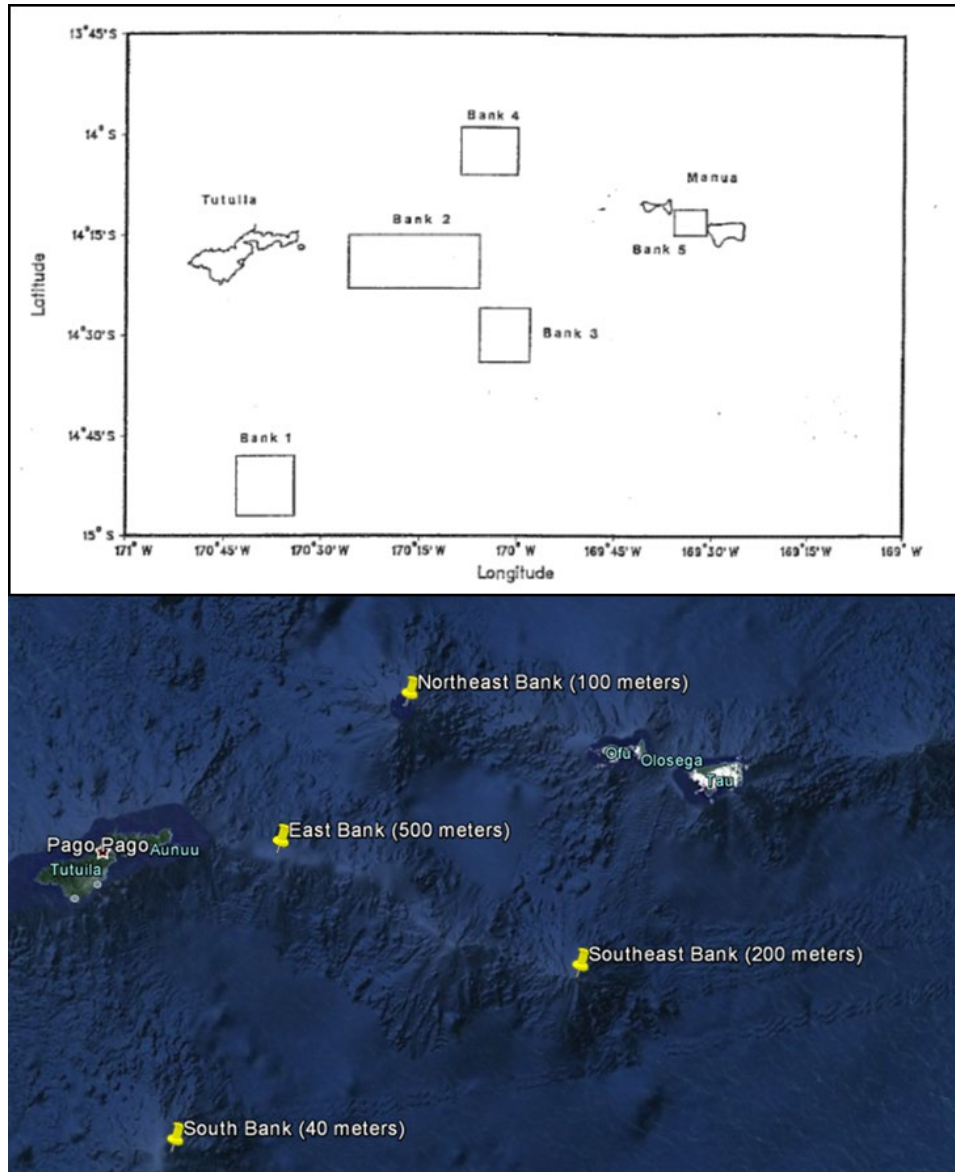 13°45'S
Bank 4
14° S
Manua
Tutuila
Bank 2
14°15'S
Bank 5
Latitude
14°30'S
Bank 3
14°45'S
Bank 1
15° S
171° W
170°45'W
170°30'W
170°15'W
170° W
169°45'W
169°30'W
169°15'W
169° W
Longitude
Northeast Bank (100 meters)
Ofu
Olosega
Tau
East Bank (500 meters)
Pago Pago
Aunuu
Tutuila
Southeast Bank (200 meters)
South Bank (40 meters)